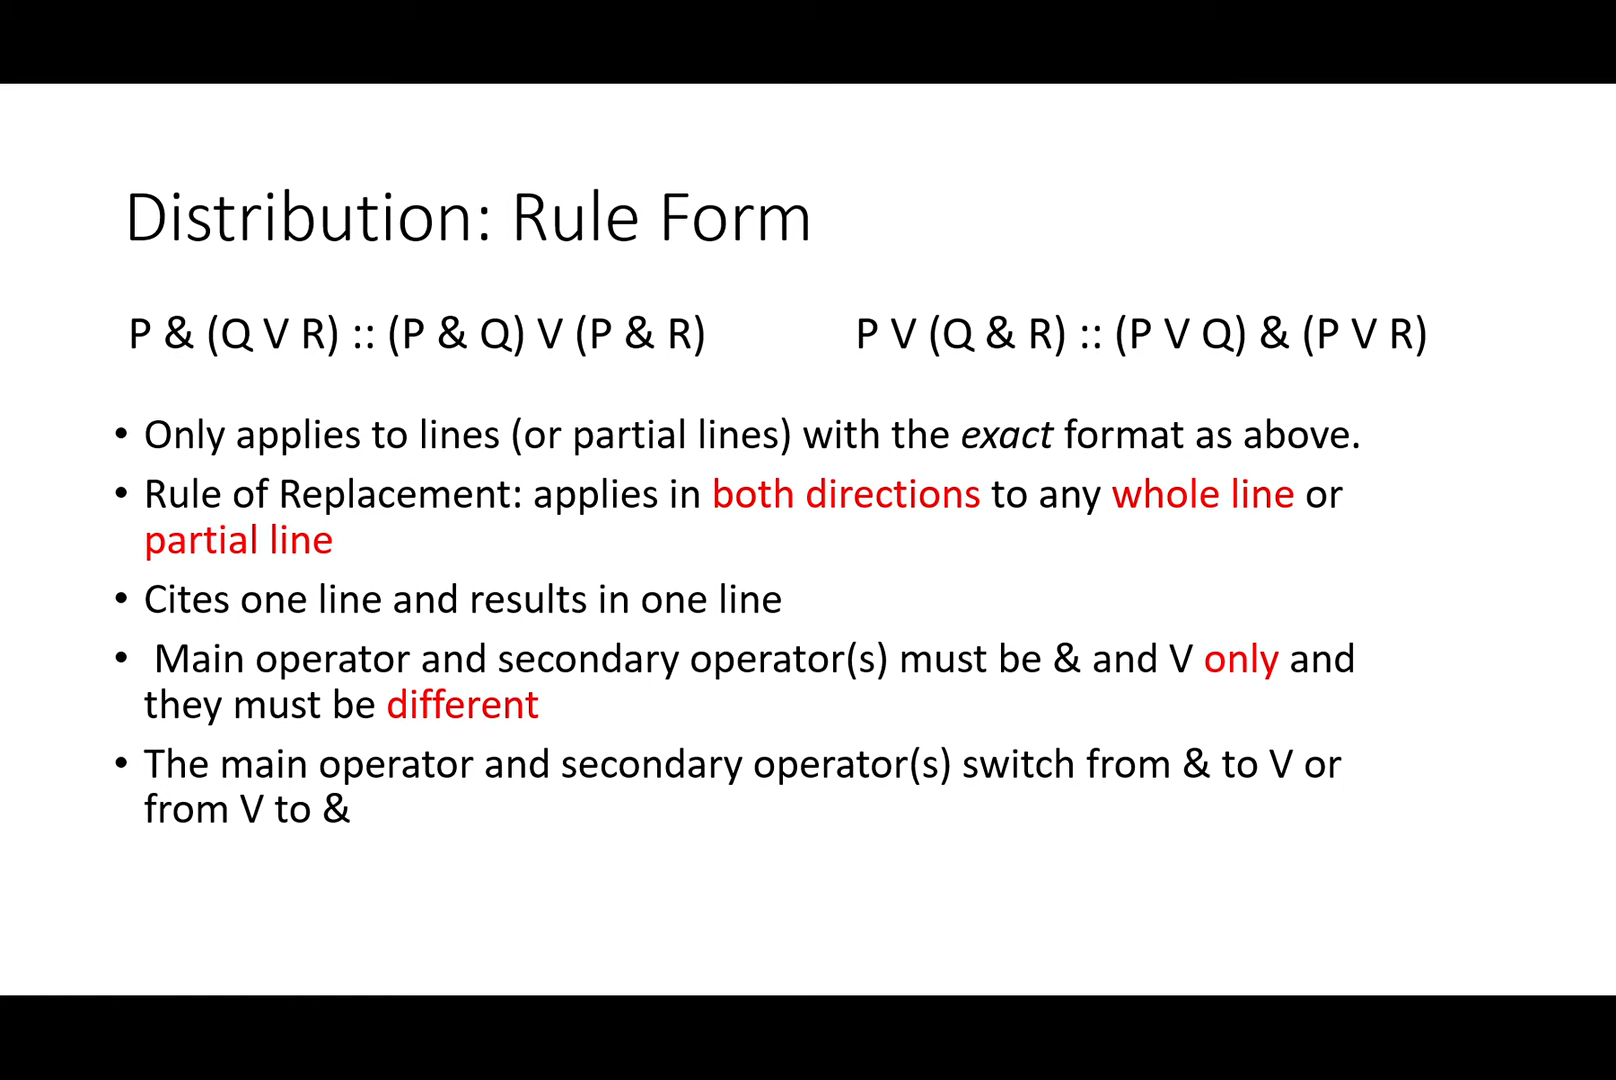 Distribution: Rule Form
P & (Q V R) :: (P & Q) V (P & R)
P V (Q & R) :: (P V Q) & (P V R)
• Only applies to lines (or partial lines) with the exact format as above.
• Rule of Replacement: applies in both directions to any whole line or
partial line
• Cites one line and results in one line
• Main operator and secondary operator(s) must be & and V only and
they must be different
• The main operator and secondary operator(s) switch from & to V or
from V to &